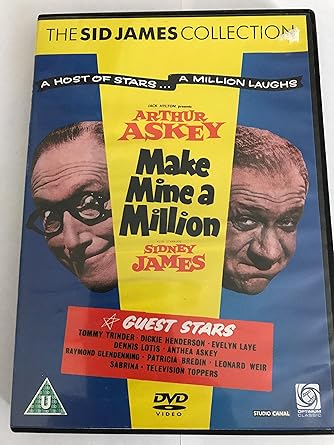 THE SID JAMES COLLECTION
A HOST OF STARS ... A MILLION LAUGHS
JACK HYLTON presents
ARTHUR
ASKEY
Make
Mine a
Million
SIDNEY
JAMES
GUEST STARS
TOMMY TRINDER · DICKIE HENDERSON · EVELYN LAYE
DENNIS LOTIS · ANTHEA ASKEY
RAYMOND GLENDENNING · PATRICIA BREDIN · LEONARD WEIR
SABRINA · TELEVISION TOPPERS
U
DVD
VIDEO
STUDIO CANAL
OPTIMUM
CLASSIC